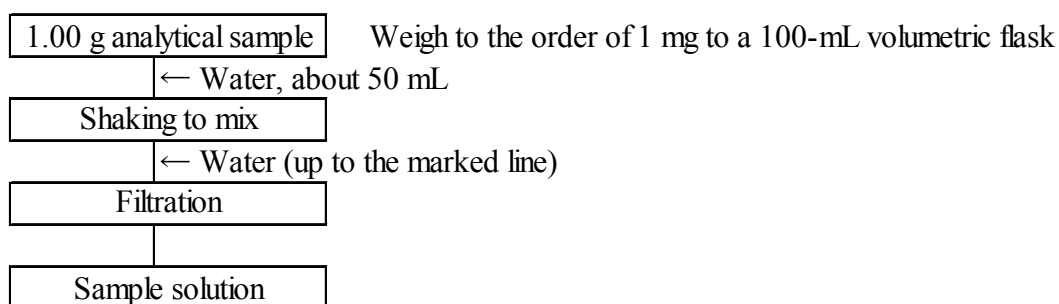 1.00 g analytical sample Weigh to the order of 1 mg to a 100-mL volumetric flask
← Water, about 50 mL
Shaking to mix
← Water (up to the marked line)
Filtration
Sample solution